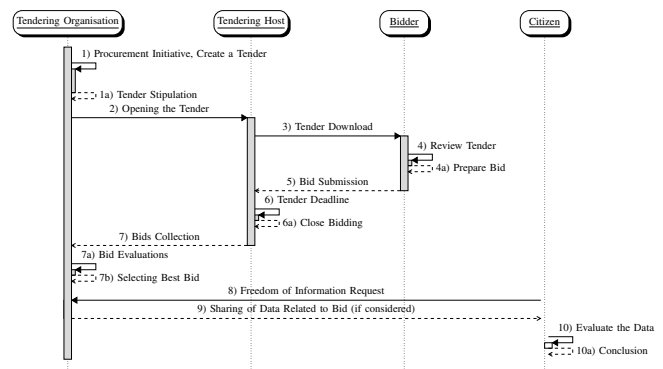 Tendering Organisation
Tendering Host
Bidder
Citizen
1) Procurement Initiative, Create a Tender
1a) Tender Stipulation
2) Opening the Tender
3) Tender Download
4) Review Tender
4a) Prepare Bid
5) Bid Submission
6) Tender Deadline
6a) Close Bidding
7) Bids Collection
7a) Bid Evaluations
7b) Selecting Best Bid
8) Freedom of Information Request
9) Sharing of Data Related to Bid (if considered)
10) Evaluate the Data
10a) Conclusion